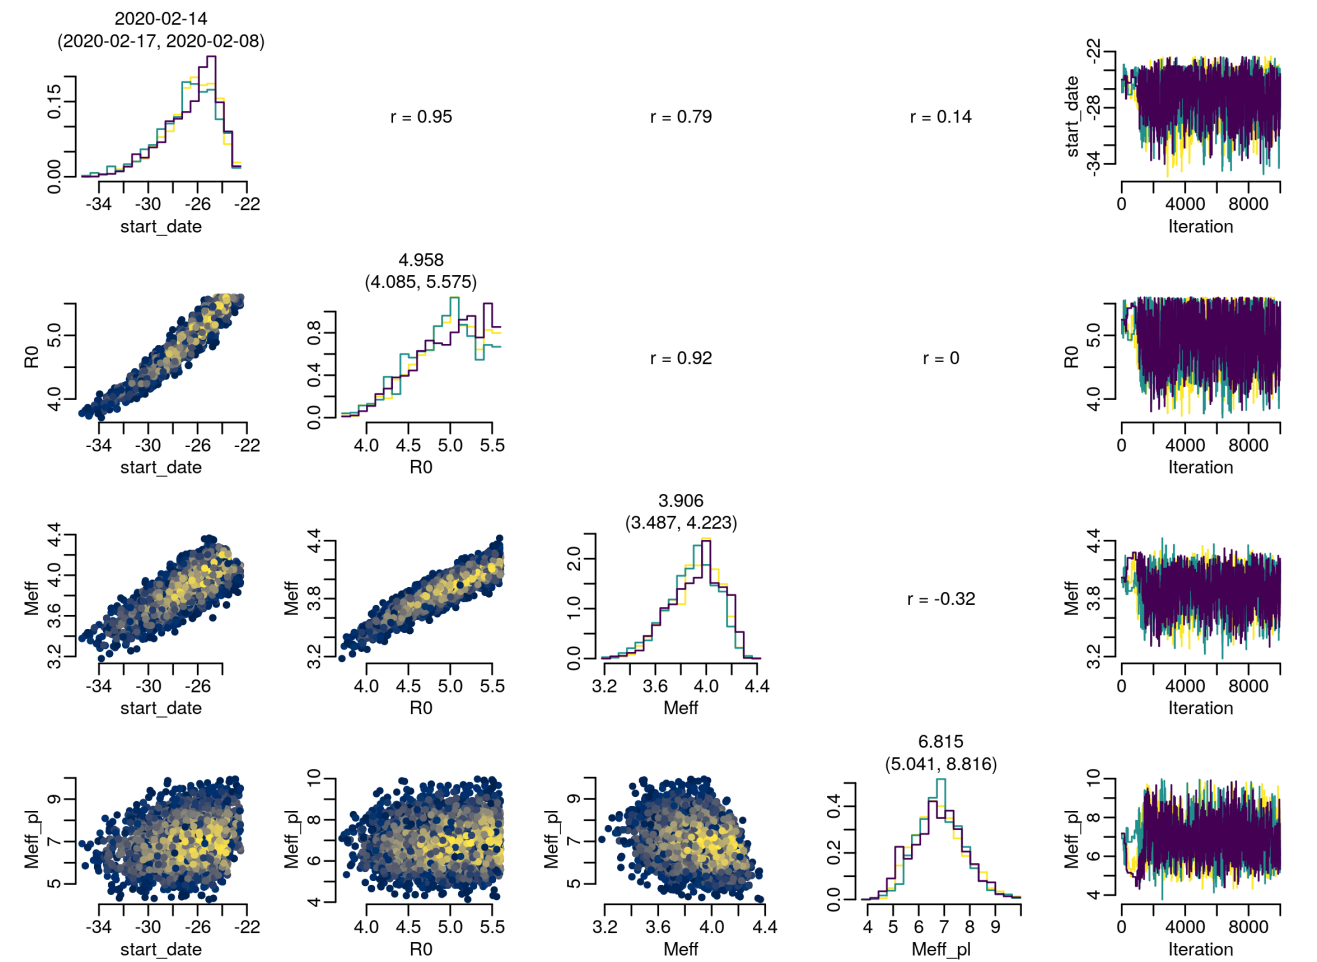 2020-02-14
(2020-02-17, 2020-02-08)
0.00 0.15
-34 -30 -26 -22
start_date
r = 0.95
r = 0.79
r = 0.14
start_date
-34 -28 -22
0 4000 8000
Iteration
R0
4.0 5.0
-34 -30 -26 -22
start_date
4.958
(4.085, 5.575)
0.0 0.4 0.8
4.0 4.5 5.0 5.5
R0
r = 0.92
r = 0
R0
4.0 5.0
0 4000 8000
Iteration
Meff
3.2 3.6 4.0 4.4
-34 -30 -26
start_date
Meff
3.2 3.8 4.4
4.0 4.5 5.0 5.5
R0
3.906
(3.487, 4.223)
0.0 1.0 2.0
3.2 3.6 4.0 4.4
Meff
r = -0.32
Meff
3.2 3.8 4.4
0 4000 8000
Iteration
Meff_pl
5 7 9
-34 -30 -26 -22
start_date
Meff_pl
4 6 8 10
4.0 4.5 5.0 5.5
R0
Meff_pl
5 7 9
3.2 3.6 4.0 4.4
Meff
6.815
(5.041, 8.816)
0.0 0.2 0.4
4 5 6 7 8 9
Meff_pl
Meff_pl
4 6 8 10
0 4000 8000
Iteration